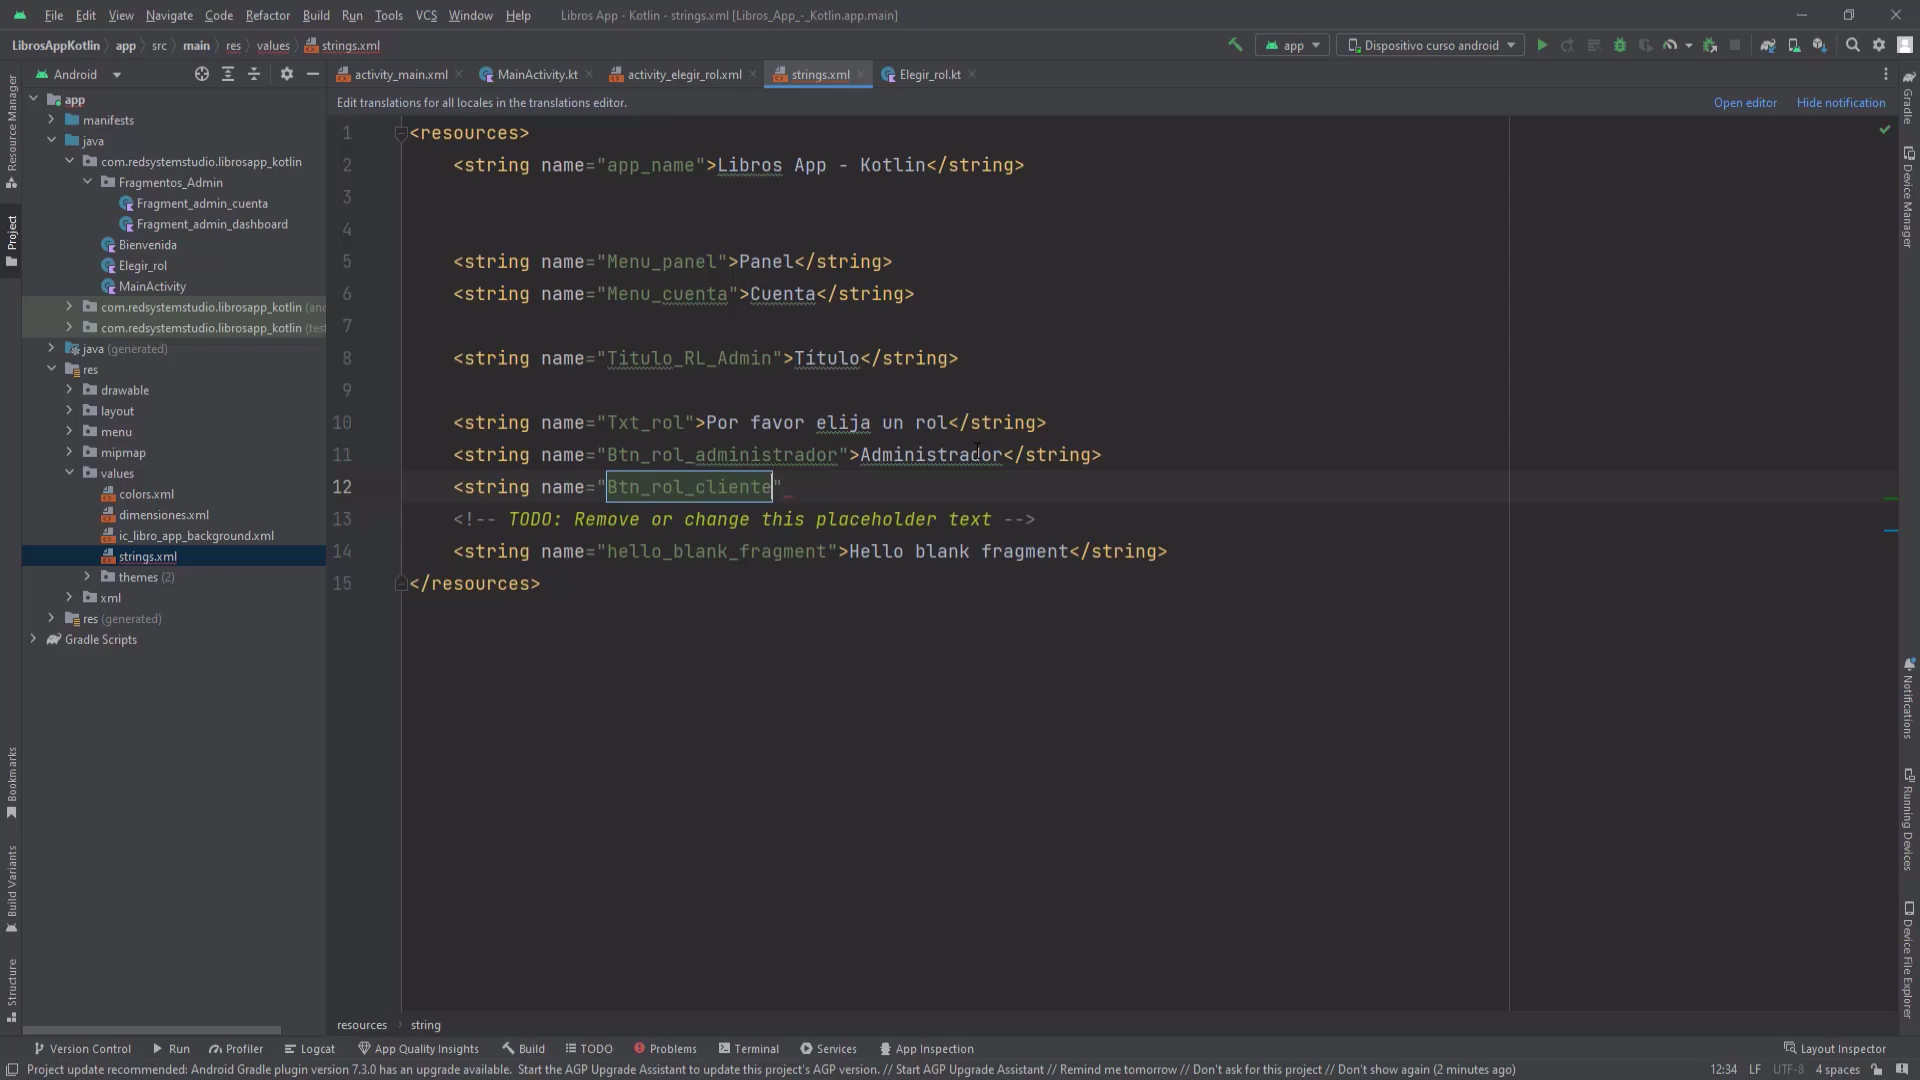 File Edit View Navigate Code Refactor Build Run Tools VCS Window Help Libros App - Kotlin - strings.xml [Libros_App_-_Kotlin.app.main]
LibrosAppKotlin app src main res values strings.xml app Dispositivo curso android
Android activity_main.xml MainActivity.kt activity_elegir_rol.xml strings.xml Elegir_rol.kt
Edit translations for all locales in the translations editor. Open editor Hide notification
Resource Manager
Project
Bookmarks
Build Variants
Structure
app
manifests
java
com.redsystemstudio.librosapp_kotlin
Fragmentos_Admin
Fragment_admin_cuenta
Fragment_admin_dashboard
Bienvenida
Elegir_rol
MainActivity
com.redsystemstudio.librosapp_kotlin (and
com.redsystemstudio.librosapp_kotlin (test
java (generated)
res
drawable
layout
menu
mipmap
values
colors.xml
dimensiones.xml
ic_libro_app_background.xml
strings.xml
themes (2)
xml
res (generated)
Gradle Scripts
1 <resources>
2 <string name="app_name">Libros App - Kotlin</string>
3
4
5 <string name="Menu_panel">Panel</string>
6 <string name="Menu_cuenta">Cuenta</string>
7
8 <string name="Titulo_RL_Admin">Título</string>
9
10 <string name="Txt_rol">Por favor elija un rol</string>
11 <string name="Btn_rol_administrador">Administrador</string>
12 <string name="Btn_rol_cliente"
13 <!-- TODO: Remove or change this placeholder text -->
14 <string name="hello_blank_fragment">Hello blank fragment</string>
15 </resources>
Gradle
Device Manager
Notifications
Running Devices
Device File Explorer
resources string
Version Control Run Profiler Logcat App Quality Insights Build TODO Problems Terminal Services App Inspection Layout Inspector
Project update recommended: Android Gradle plugin version 7.3.0 has an upgrade available. Start the AGP Upgrade Assistant to update this project's AGP version. // Start AGP Upgrade Assistant // Remind me tomorrow // Don't ask for this project // Don't show again (2 minutes ago) 12:34 LF UTF-8 4 spaces